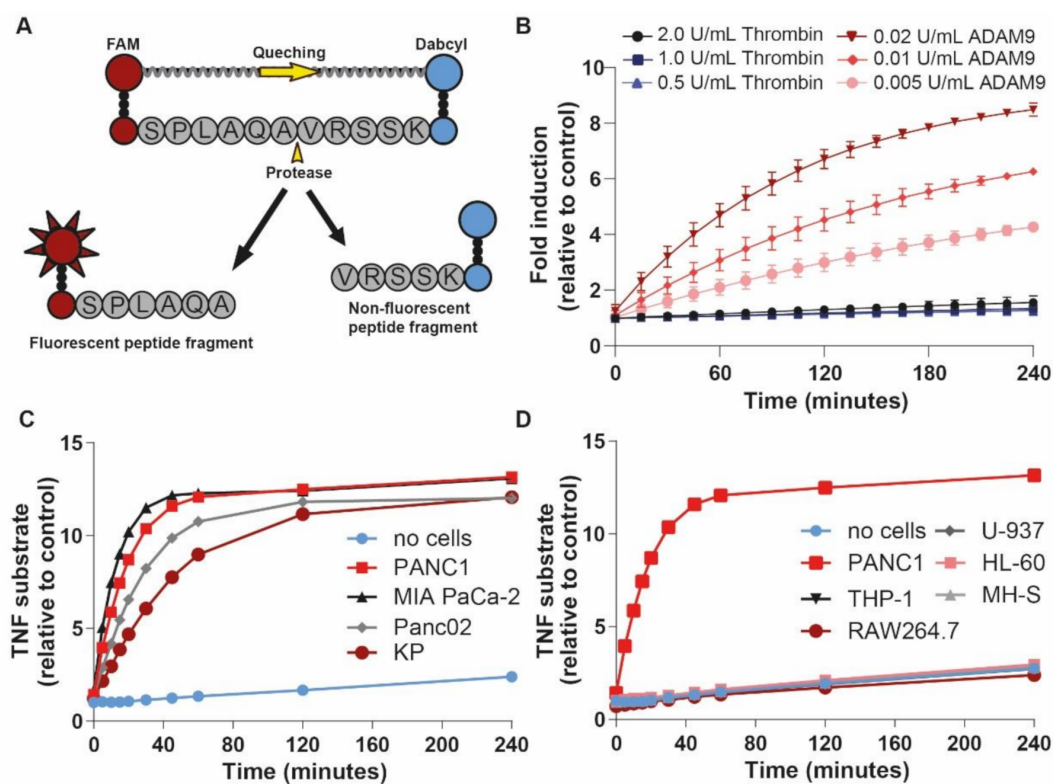 A
FAM
Queching
Dabcyl
SPLAQAVRSSK
Protease
SPLAQA
VRSSK
Fluorescent peptide fragment
Non-fluorescent
peptide fragment
B
2.0 U/mL Thrombin
1.0 U/mL Thrombin
0.5 U/mL Thrombin
0.02 U/mL ADAM9
0.01 U/mL ADAM9
0.005 U/mL ADAM9
Fold induction
(relative to control)
10
8
6
4
2
0
0 60 120 180 240
Time (minutes)
C
TNF substrate
(relative to control)
15
10
5
0
no cells
PANC1
MIA PaCa-2
Panc02
KP
0 40 80 120 160 200 240
Time (minutes)
D
TNF substrate
(relative to control)
15
10
5
0
no cells
PANC1
THP-1
RAW264.7
U-937
HL-60
MH-S
0 40 80 120 160 200 240
Time (minutes)